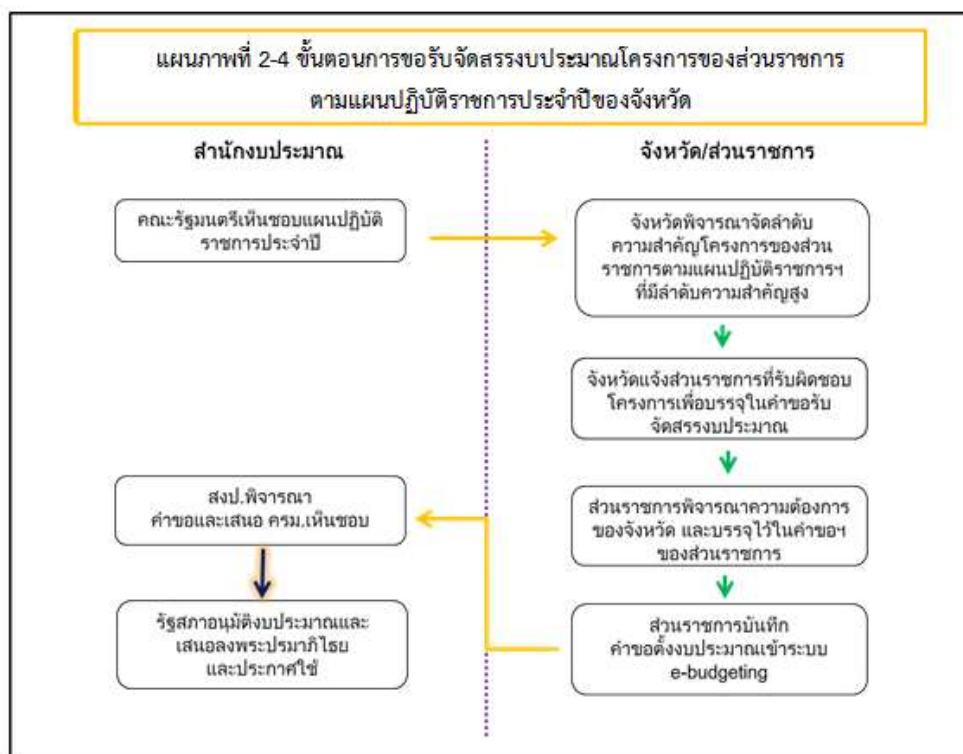 แผนภาพที่ 2-4 ขั้นตอนการขอรับจัดสรรงบประมาณโครงการของส่วนราชการ
ตามแผนปฏิบัติราชการประจำปีของจังหวัด
สำนักงบประมาณ
จังหวัด/ส่วนราชการ
คณะรัฐมนตรีเห็นชอบแผนปฏิบัติ
ราชการประจำปี
จังหวัดพิจารณาจัดลำดับ
ความสำคัญโครงการของส่วน
ราชการตามแผนปฏิบัติราชการฯ
ที่มีลำดับความสำคัญสูง
จังหวัดแจ้งส่วนราชการที่รับผิดชอบ
โครงการเพื่อบรรจุในคำขอรับ
จัดสรรงบประมาณ
ส่วนราชการพิจารณาความต้องการ
ของจังหวัด และบรรจุไว้ในคำขอฯ
ของส่วนราชการ
ส่วนราชการบันทึก
คำขอตั้งงบประมาณเข้าระบบ
e-budgeting
สงป.พิจารณา
คำขอและเสนอ ครม.เห็นชอบ
รัฐสภาอนุมัติงบประมาณและ
เสนอลงพระปรมาภิไธย
และประกาศใช้